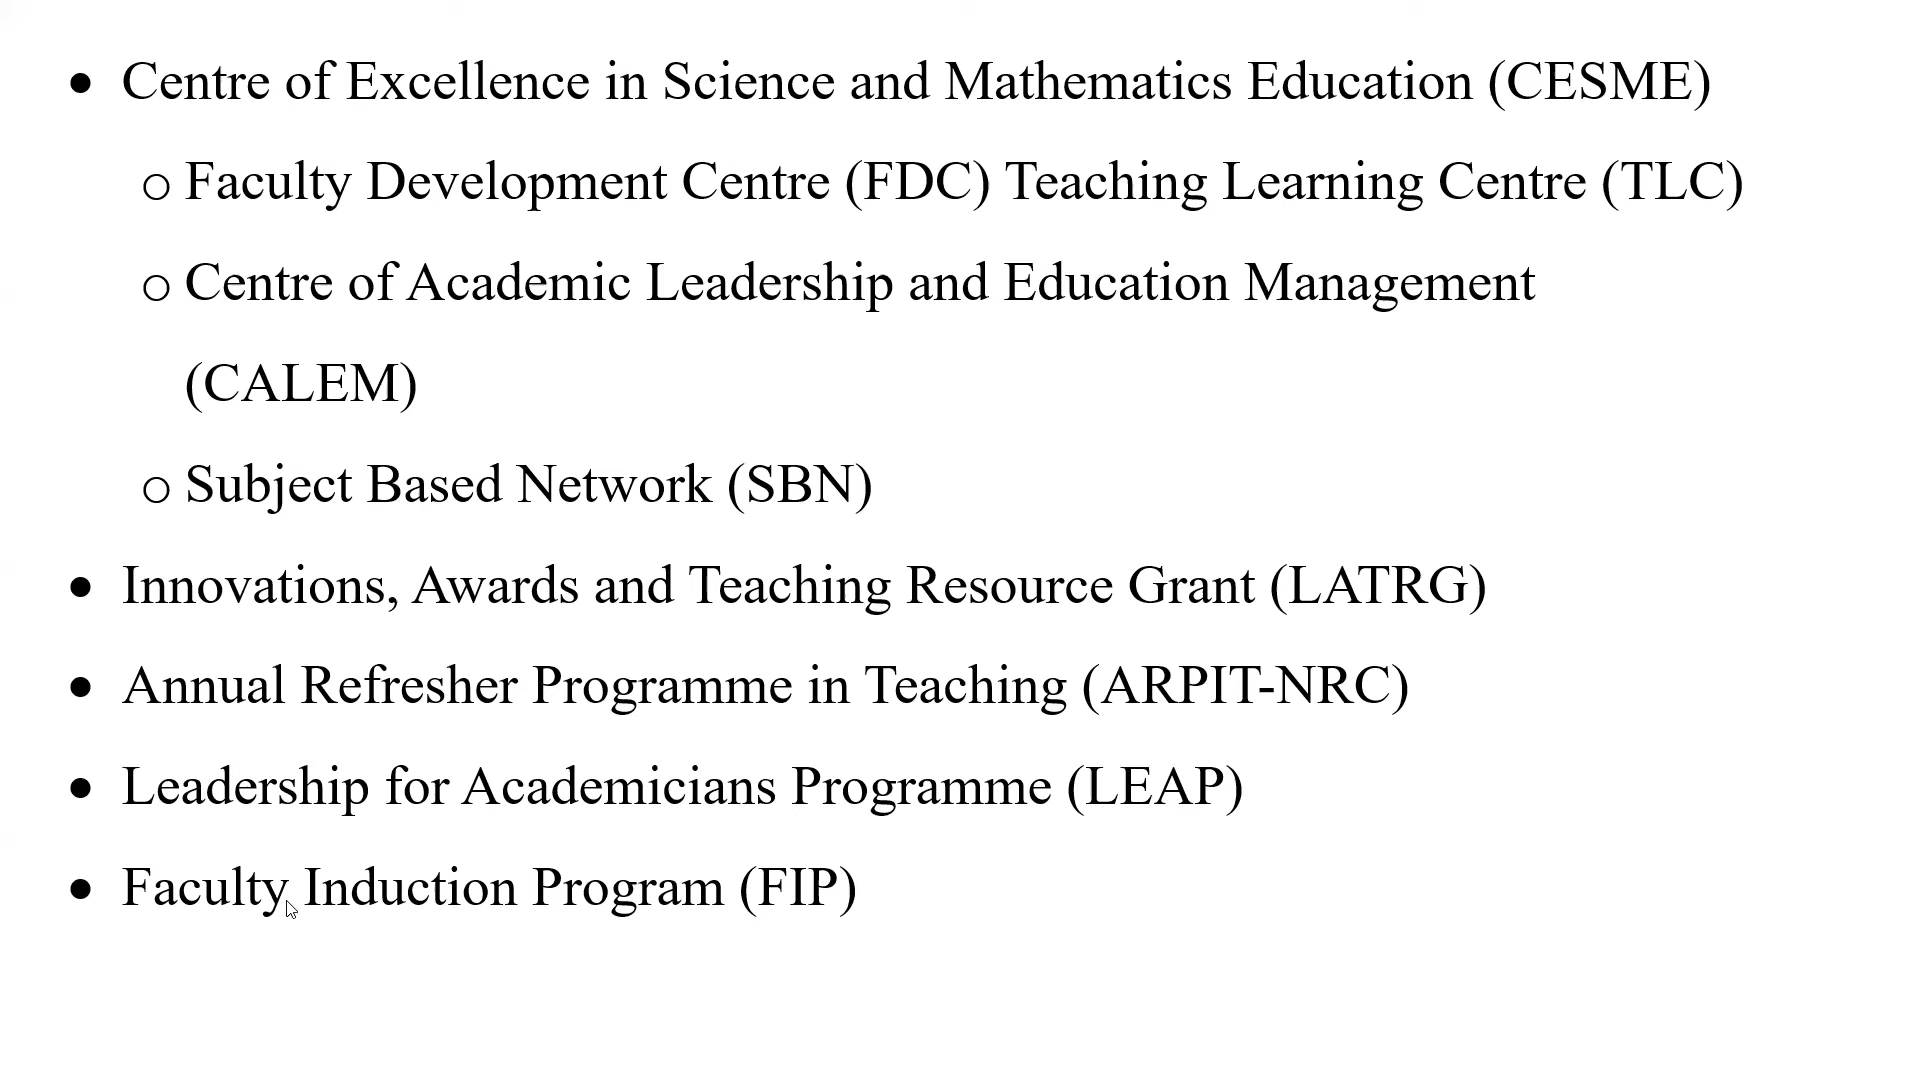 • Centre of Excellence in Science and Mathematics Education (CESME)
o Faculty Development Centre (FDC) Teaching Learning Centre (TLC)
o Centre of Academic Leadership and Education Management
(CALEM)
o Subject Based Network (SBN)
• Innovations, Awards and Teaching Resource Grant (LATRG)
• Annual Refresher Programme in Teaching (ARPIT-NRC)
• Leadership for Academicians Programme (LEAP)
• Faculty Induction Program (FIP)